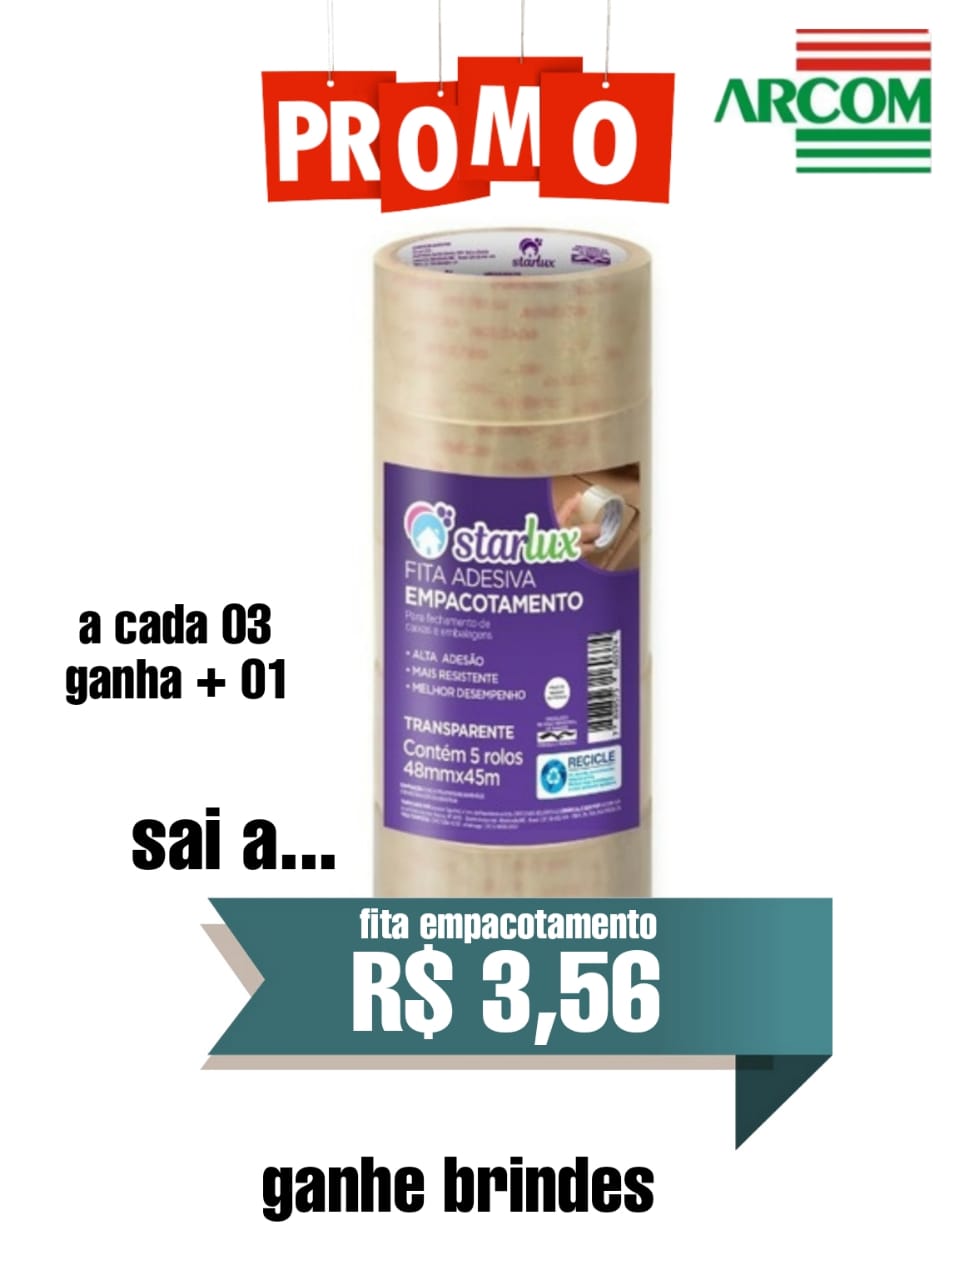 PROMO
ARCOM
starlux
starlux
FITA ADESIVA
EMPACOTAMENTO
Para fechamento de
caixas e embalagens
• ALTA ADESÃO
• MAIS RESISTENTE
• MELHOR DESEMPENHO
TRANSPARENTE
Contém 5 rolos
48mmx45m
RECICLE
a cada 03
ganha + 01
sai a...
fita empacotamento
R$ 3,56
ganhe brindes